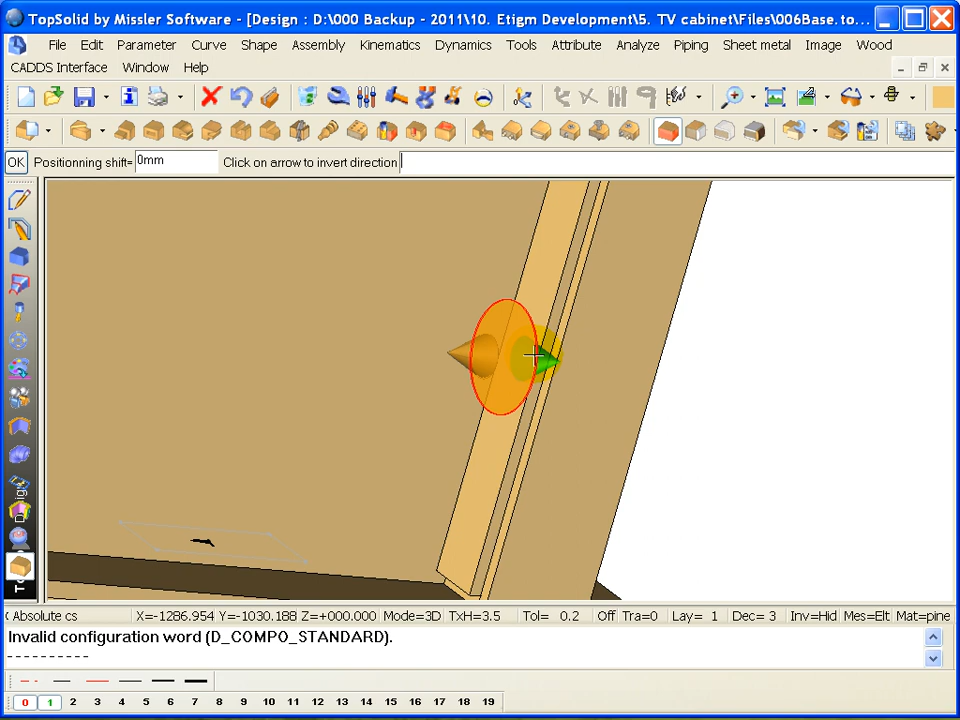 TopSolid by Missler Software - [Design : D:\000 Backup - 2011\10. Etigm Development\5. TV cabinet\Files\006Base.to...
File Edit Parameter Curve Shape Assembly Kinematics Dynamics Tools Attribute Analyze Piping Sheet metal Image Wood
CADDS Interface Window Help
OK Positionning shift= 0mm Click on arrow to invert direction
Absolute cs X=-1286.954 Y=-1030.188 Z=+000.000 Mode=3D TxH=3.5 Tol= 0.2 Off Tra=0 Lay= 1 Dec= 3 Inv=Hid Mes=Elt Mat=pine
Invalid configuration word (D_COMPO_STANDARD).
----------
0 1 2 3 4 5 6 7 8 9 10 11 12 13 14 15 16 17 18 19